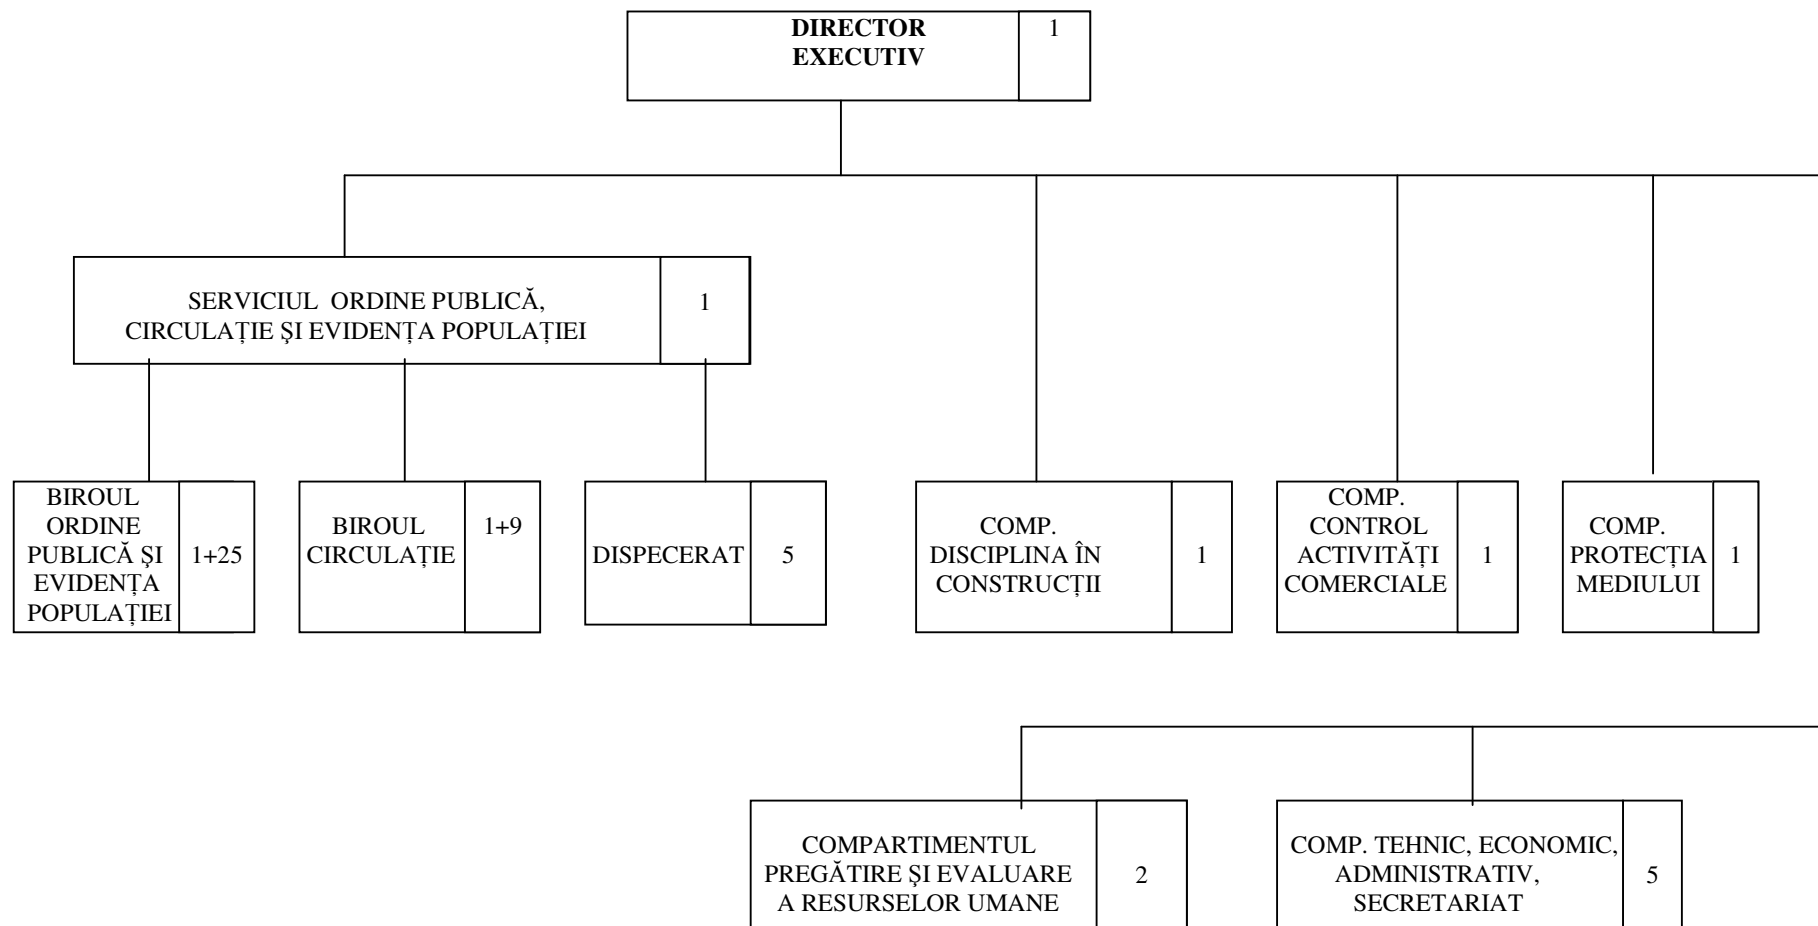 DIRECTOR
EXECUTIV
1
SERVICIUL ORDINE PUBLICĂ,
CIRCULAȚIE ŞI EVIDENȚA POPULAȚIEI
1
BIROUL
ORDINE
PUBLICĂ ŞI
EVIDENȚA
POPULAȚIEI
1+25
BIROUL
CIRCULAȚIE
1+9
DISPECERAT
5
COMP.
DISCIPLINA ÎN
CONSTRUCȚII
1
COMP.
CONTROL
ACTIVITĂȚI
COMERCIALE
1
COMP.
PROTECȚIA
MEDIULUI
1
COMPARTIMENTUL
PREGĂTIRE ŞI EVALUARE
A RESURSELOR UMANE
2
COMP. TEHNIC, ECONOMIC,
ADMINISTRATIV,
SECRETARIAT
5